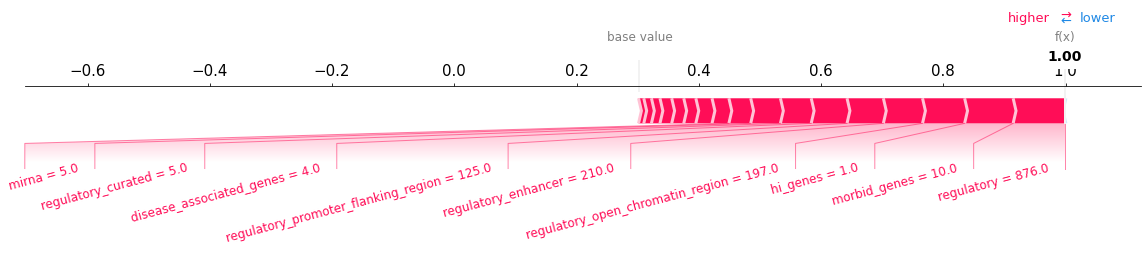 higher ⇄ lower
base value f(x)
1.00
−0.6 −0.4 −0.2 0.0 0.2 0.4 0.6 0.8 1.0
mirna = 5.0
regulatory_curated = 5.0
disease_associated_genes = 4.0
regulatory_promoter_flanking_region = 125.0
regulatory_enhancer = 210.0
regulatory_open_chromatin_region = 197.0
hi_genes = 1.0
morbid_genes = 10.0
regulatory = 876.0